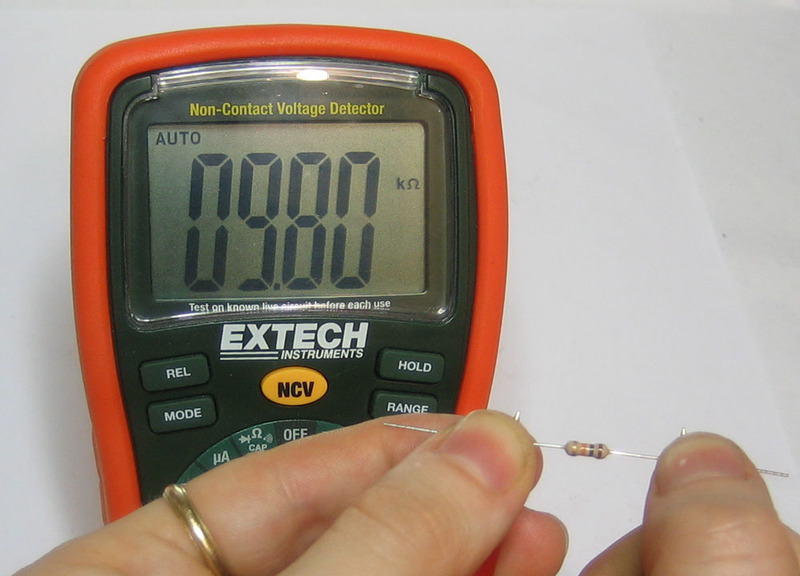 Non-Contact Voltage Detector
AUTO
09.80 kΩ
Test on known live circuit before each use
EXTECH
INSTRUMENTS
REL
HOLD
NCV
MODE
RANGE
Ω
OFF
CAP
µA